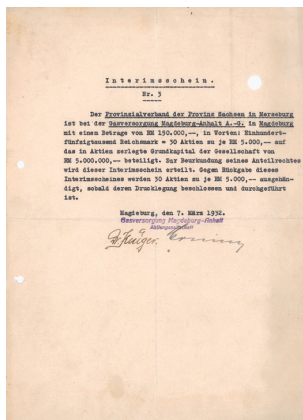 Interimsschein.
Nr. 3
Der Provinzialverband der Provinz Sachsen in Merseburg
ist bei der Gasversorgung Magdeburg-Anhalt A.-G. in Magdeburg
mit einem Betrage von RM 150.000,--, in Worten: Einhundert-
fünfzigtausend Reichsmark = 30 Aktien zu je RM 5.000,-- auf
das in Aktien zerlegte Grundkapital der Gesellschaft von
RM 5.000.000,-- beteiligt. Zur Beurkundung seines Anteilrechtes
wird dieser Interimsschein erteilt. Gegen Rückgabe dieses
Interimsscheines werden 30 Aktien zu je RM 5.000,-- ausgehän-
digt, sobald deren Drucklegung beschlossen und durchgeführt
ist.
Magdeburg, den 7. März 1932.
Gasversorgung Magdeburg-Anhalt
Aktiengesellschaft
Dr. Krüger.